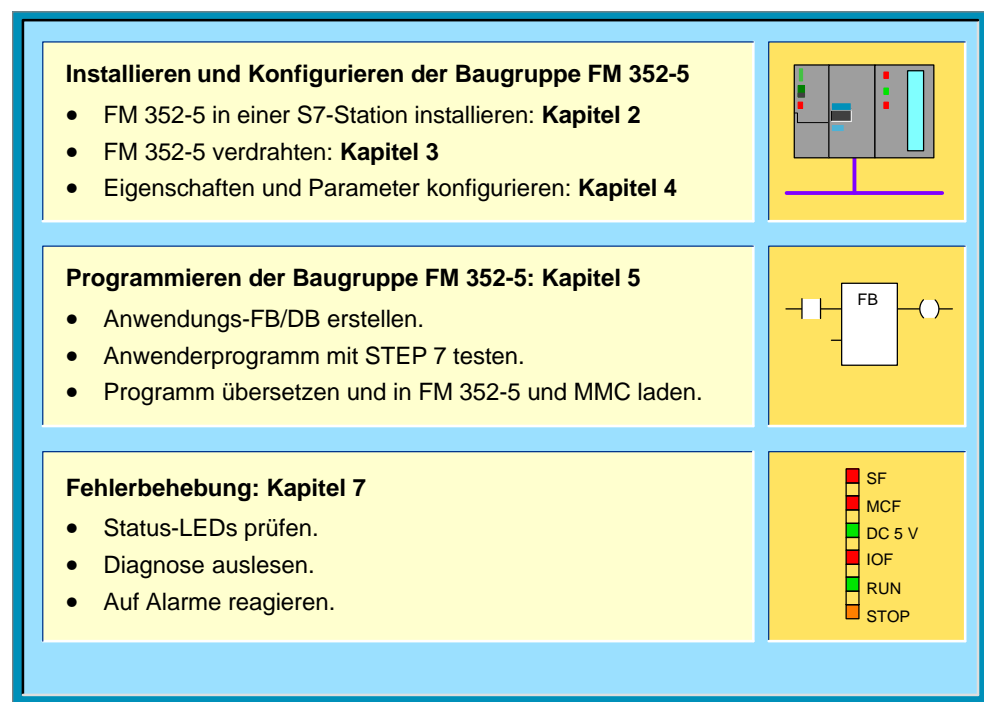 Installieren und Konfigurieren der Baugruppe FM 352-5
• FM 352-5 in einer S7-Station installieren: Kapitel 2
• FM 352-5 verdrahten: Kapitel 3
• Eigenschaften und Parameter konfigurieren: Kapitel 4
Programmieren der Baugruppe FM 352-5: Kapitel 5
• Anwendungs-FB/DB erstellen.
• Anwenderprogramm mit STEP 7 testen.
• Programm übersetzen und in FM 352-5 und MMC laden.
FB
Fehlerbehebung: Kapitel 7
• Status-LEDs prüfen.
• Diagnose auslesen.
• Auf Alarme reagieren.
SF
MCF
DC 5 V
IOF
RUN
STOP